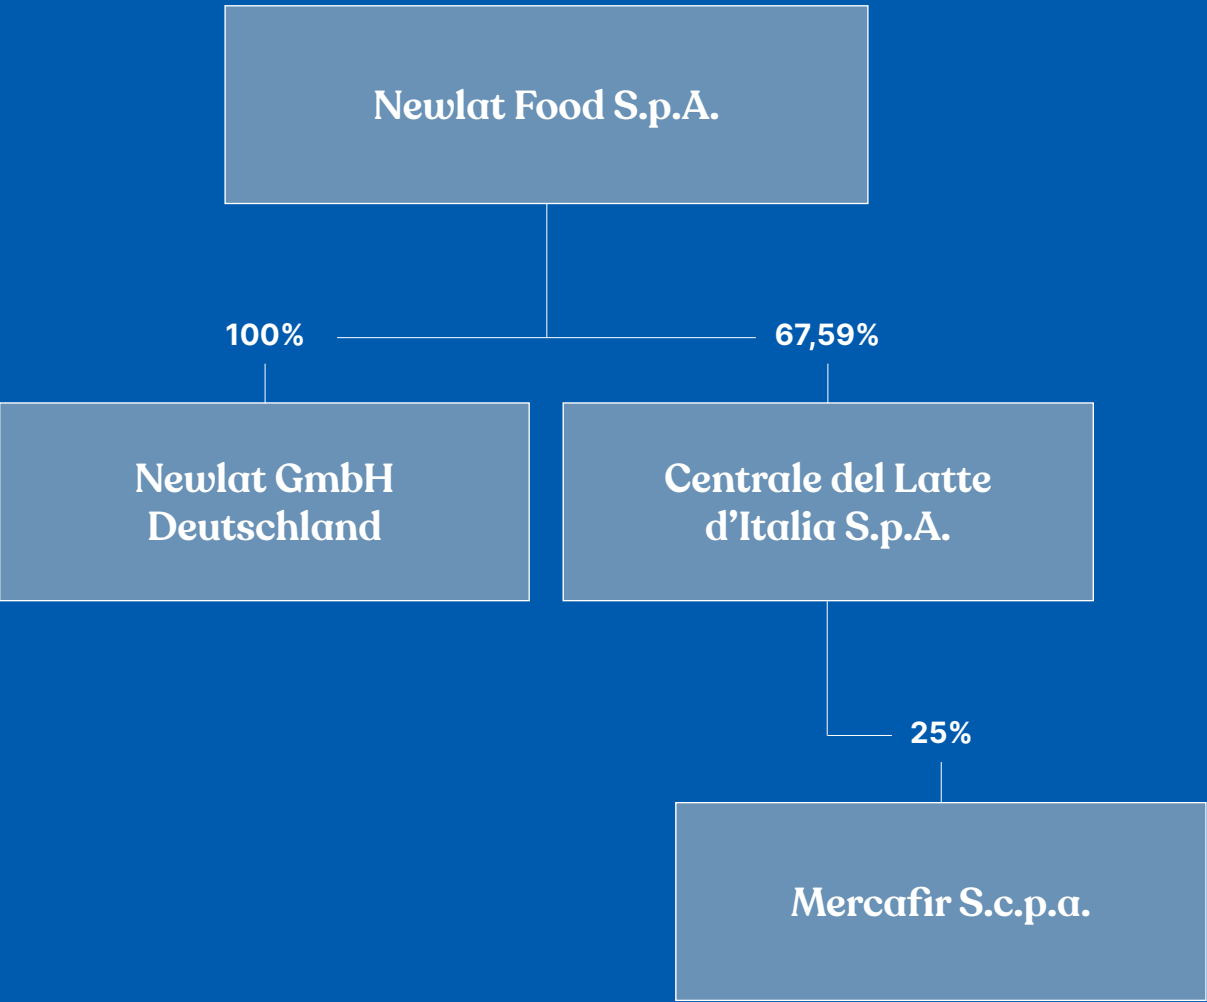 Newlat Food S.p.A.
100%
67,59%
Newlat GmbH
Deutschland
Centrale del Latte
d’Italia S.p.A.
25%
Mercafir S.c.p.a.